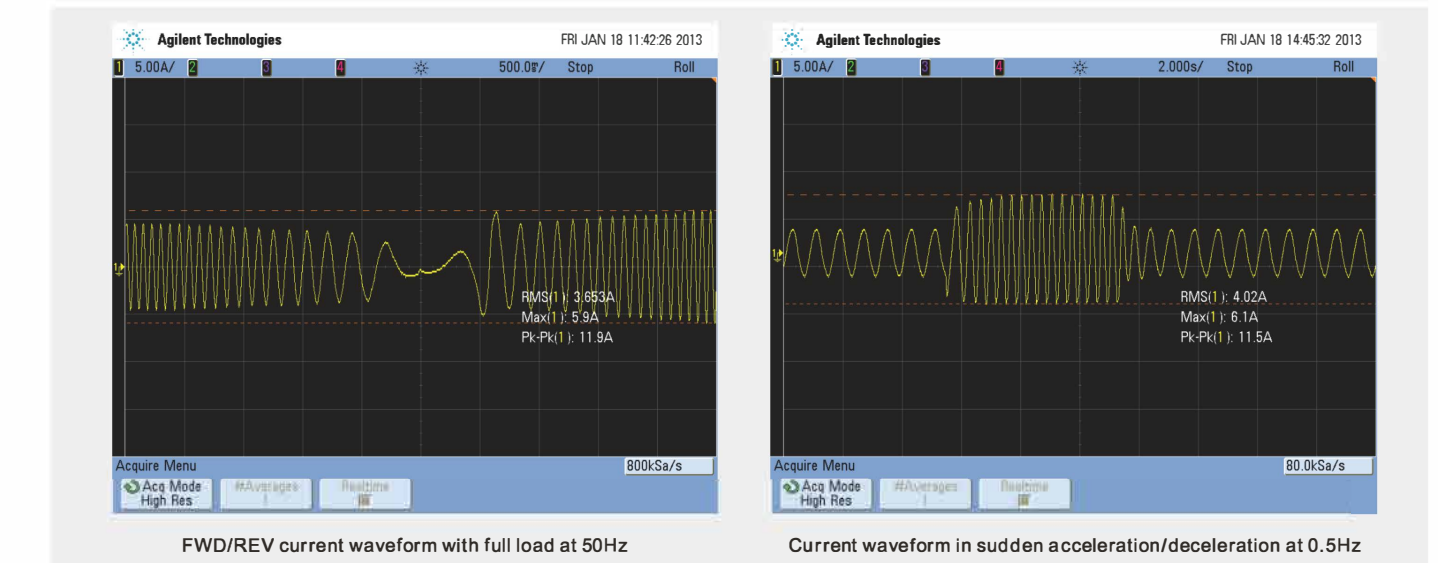 Agilent Technologies FRI JAN 18 11:42:26 2013
1 5.00A/ 2 3 4 500.0m/ Stop Roll
1
RMS(1): 3.653A
Max(1): 5.9A
Pk-Pk(1): 11.9A
Acquire Menu 800kSa/s
Acq Mode #Averages Realtime
High Res 1
FWD/REV current waveform with full load at 50Hz
Agilent Technologies FRI JAN 18 14:45:32 2013
1 5.00A/ 2 3 4 2.000s/ Stop Roll
1
RMS(1): 4.02A
Max(1): 6.1A
Pk-Pk(1): 11.5A
Acquire Menu 80.0kSa/s
Acq Mode #Averages Realtime
High Res 1
Current waveform in sudden acceleration/deceleration at 0.5Hz